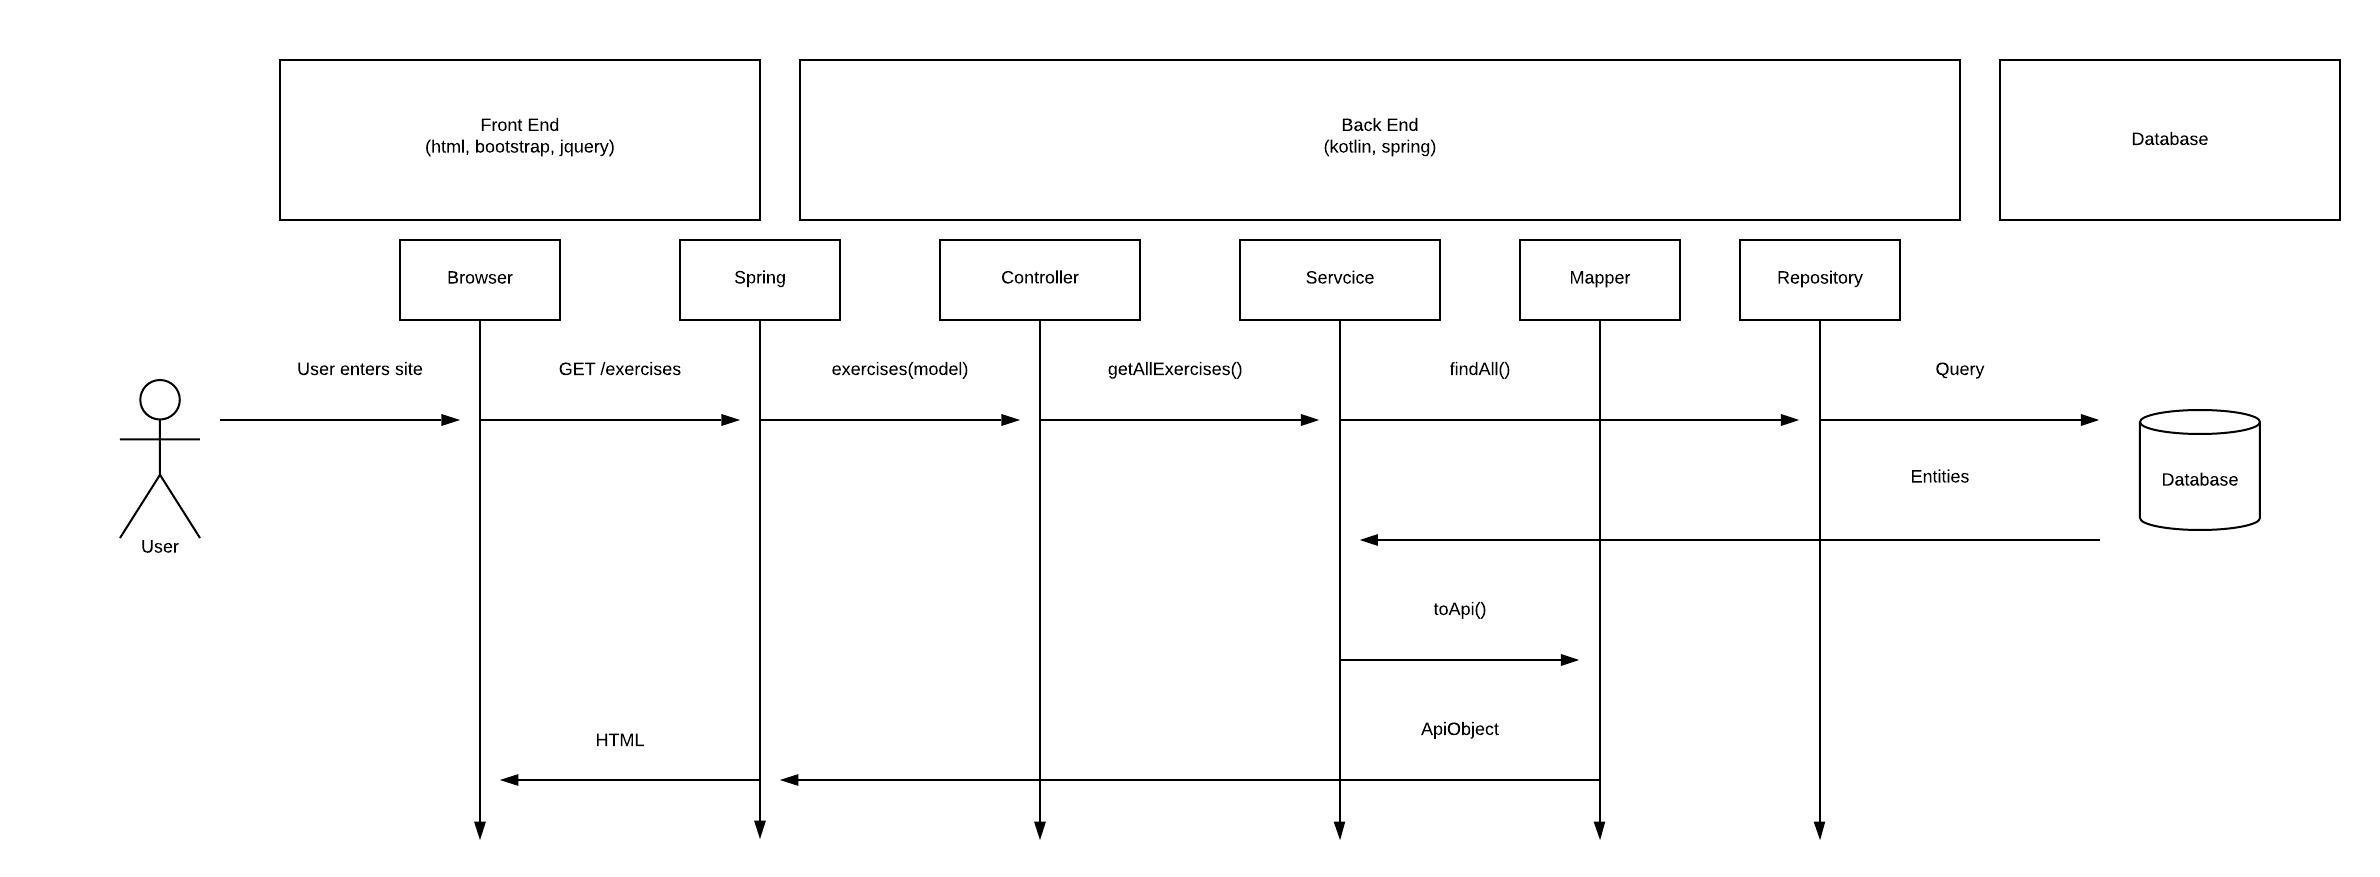 Front End
(html, bootstrap, jquery)
Back End
(kotlin, spring)
Database
Browser
Spring
Controller
Servcice
Mapper
Repository
User enters site
GET /exercises
exercises(model)
getAllExercises()
findAll()
Query
Entities
Database
User
toApi()
ApiObject
HTML